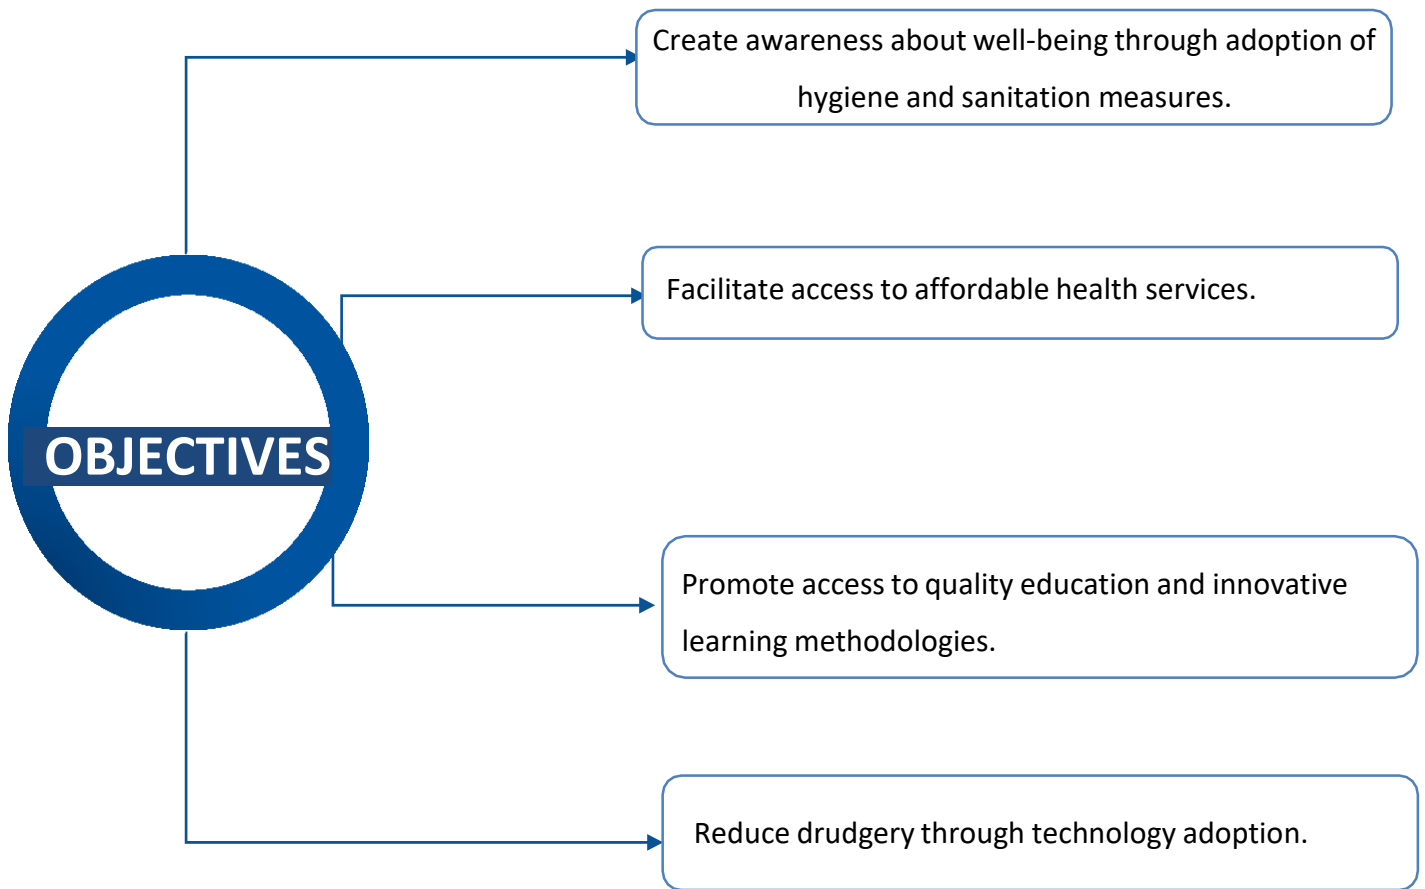 Create awareness about well-being through adoption of
hygiene and sanitation measures.
Facilitate access to affordable health services.
OBJECTIVES
Promote access to quality education and innovative
learning methodologies.
Reduce drudgery through technology adoption.